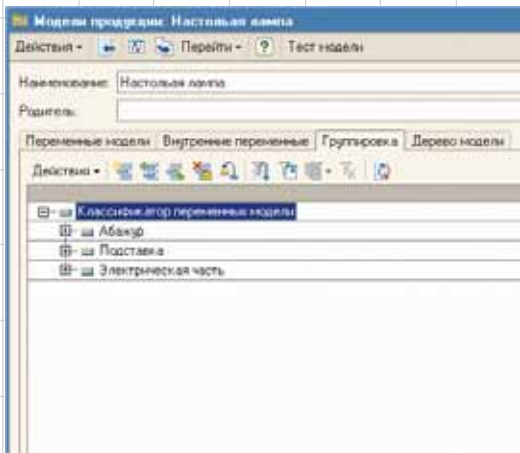 Модели продукции: Настольная лампа
Действия Перейти ? Тест модели
Наименование: Настольная лампа
Родитель:
Переменные модели Внутренние переменные Группировка Дерево модели
Действия
Классификатор переменных модели
Абажур
Подставка
Электрическая часть